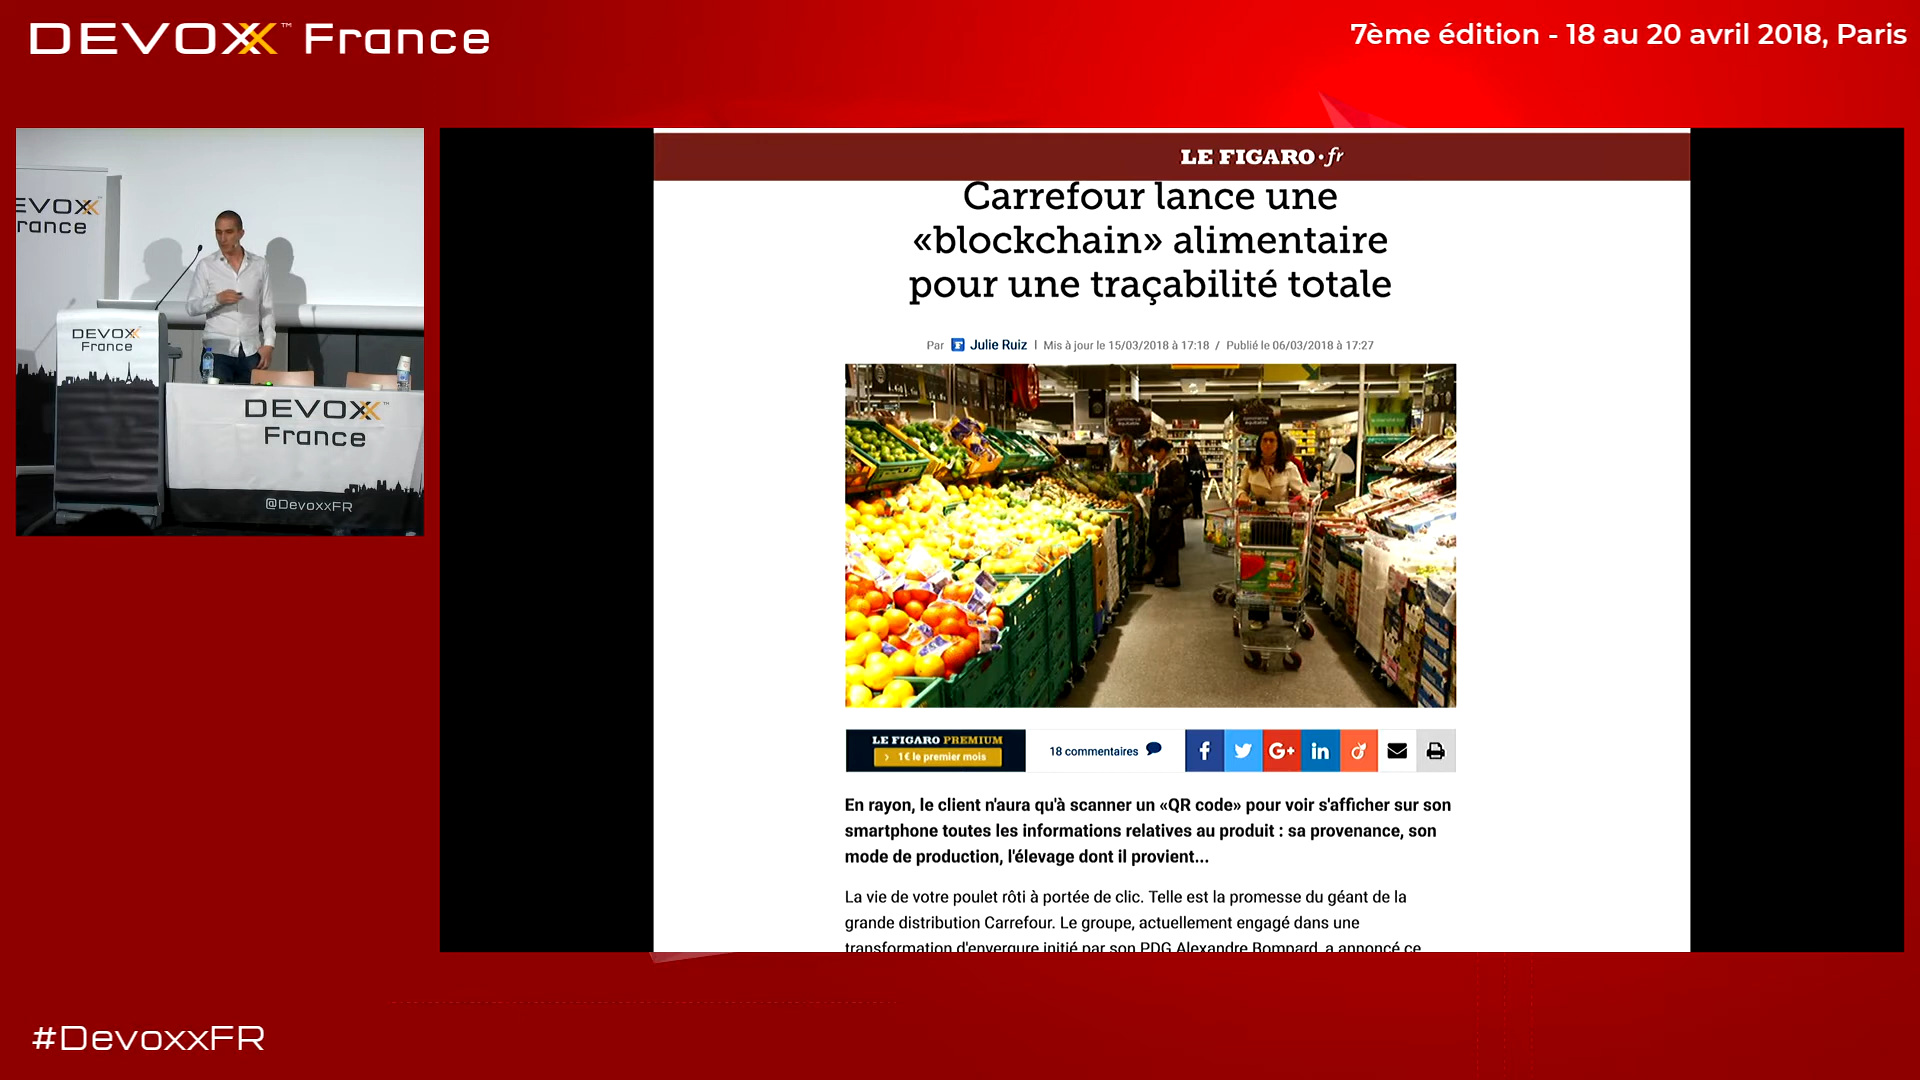 DEVOXX™ France
7ème édition - 18 au 20 avril 2018, Paris
EVOXX
rance
DEVOXX
France
DEVOXX™
France
@DevoxxFR
LE FIGARO·fr
Carrefour lance une
«blockchain» alimentaire
pour une traçabilité totale
Par Julie Ruiz | Mis à jour le 15/03/2018 à 17:18 / Publié le 06/03/2018 à 17:27
LE FIGARO PREMIUM
> 1€ le premier mois
18 commentaires
En rayon, le client n'aura qu'à scanner un «QR code» pour voir s'afficher sur son
smartphone toutes les informations relatives au produit : sa provenance, son
mode de production, l'élevage dont il provient...
La vie de votre poulet rôti à portée de clic. Telle est la promesse du géant de la
grande distribution Carrefour. Le groupe, actuellement engagé dans une
transformation d'envergure initié par son PDG Alexandre Bompard, a annoncé ce
#DevoxxFR